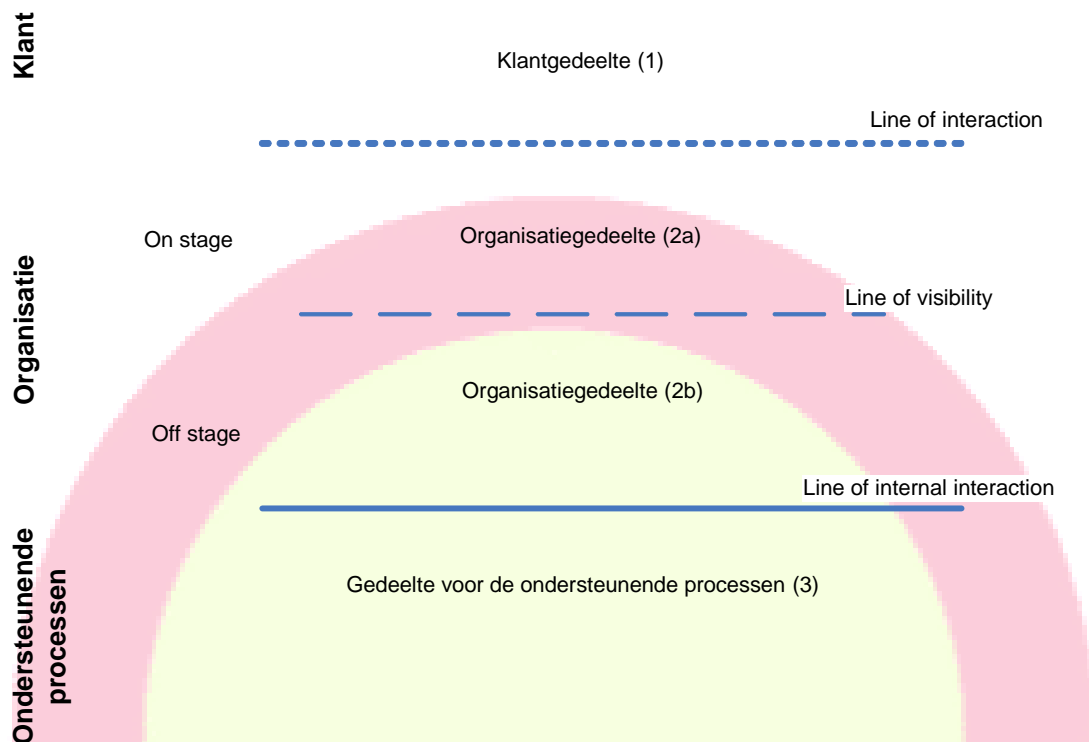 Klant
Klantgedeelte (1)
Line of interaction
On stage
Organisatiegedeelte (2a)
Organisatie
Line of visibility
Organisatiegedeelte (2b)
Off stage
Line of internal interaction
Ondersteunende
processen
Gedeelte voor de ondersteunende processen (3)